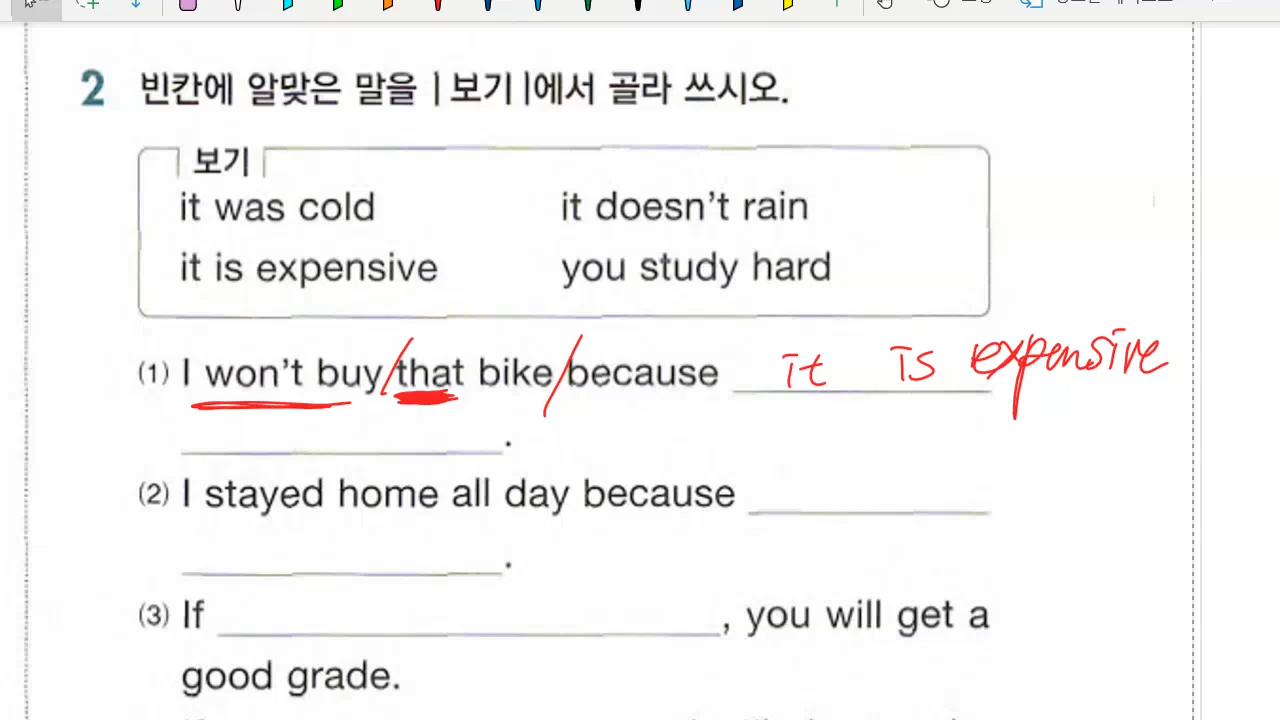 2 빈칸에 알맞은 말을 | 보기 |에서 골라 쓰시오.
보기
it was cold it doesn't rain
it is expensive you study hard
(1) I won't buy that bike because it is expensive
.
(2) I stayed home all day because
.
(3) If , you will get a
good grade.